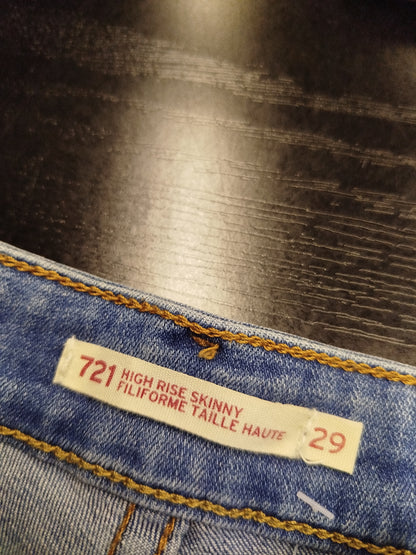 721 HIGH RISE SKINNY
FILIFORME TAILLE HAUTE 29